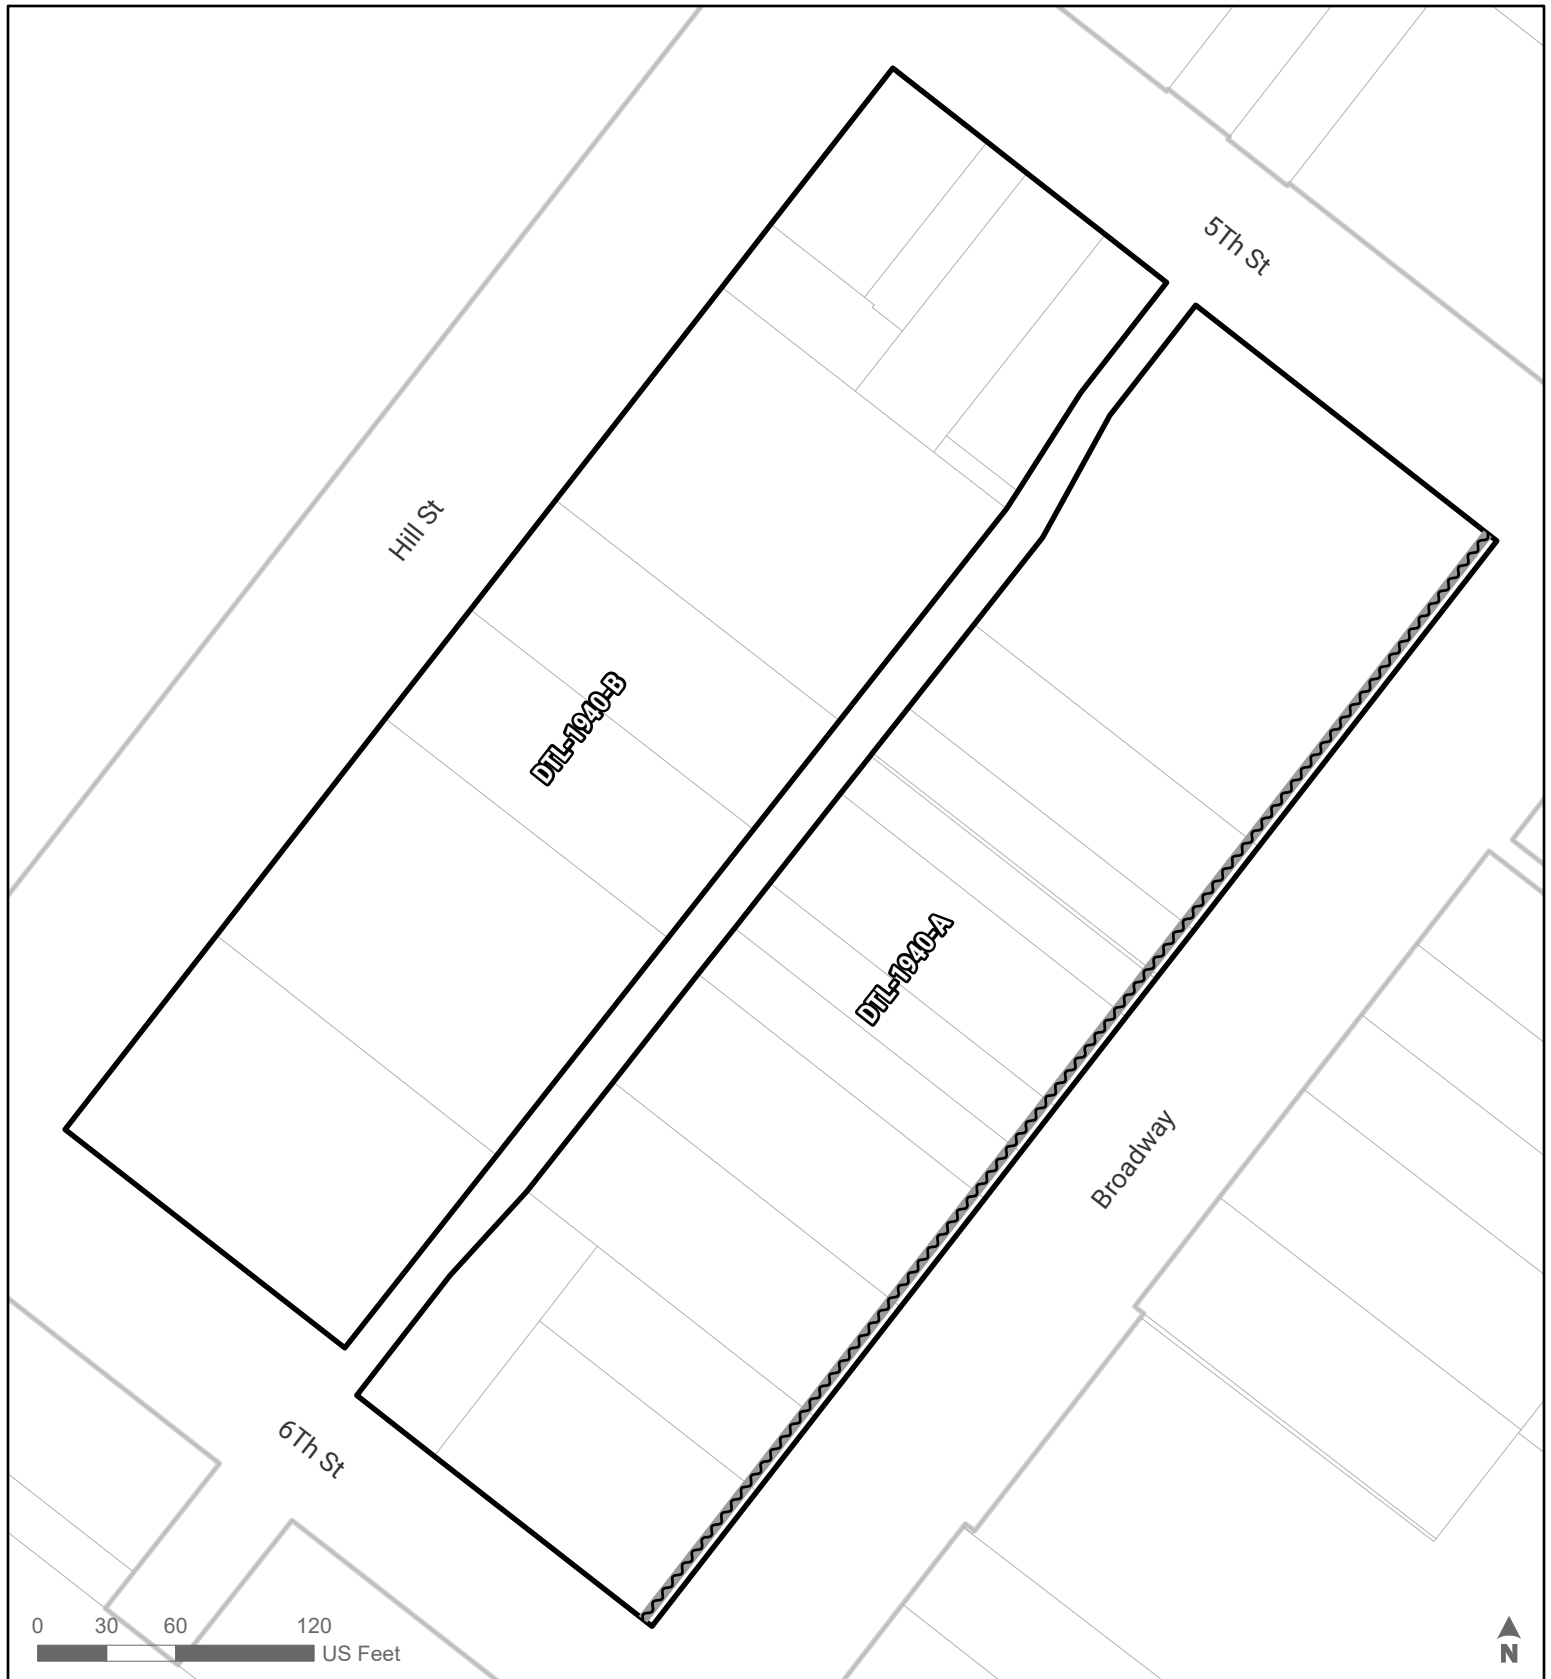 5Th St
Hill St
DTL-1940-B
DTL-1940-A
Broadway
6Th St
0 30 60 120
US Feet
N